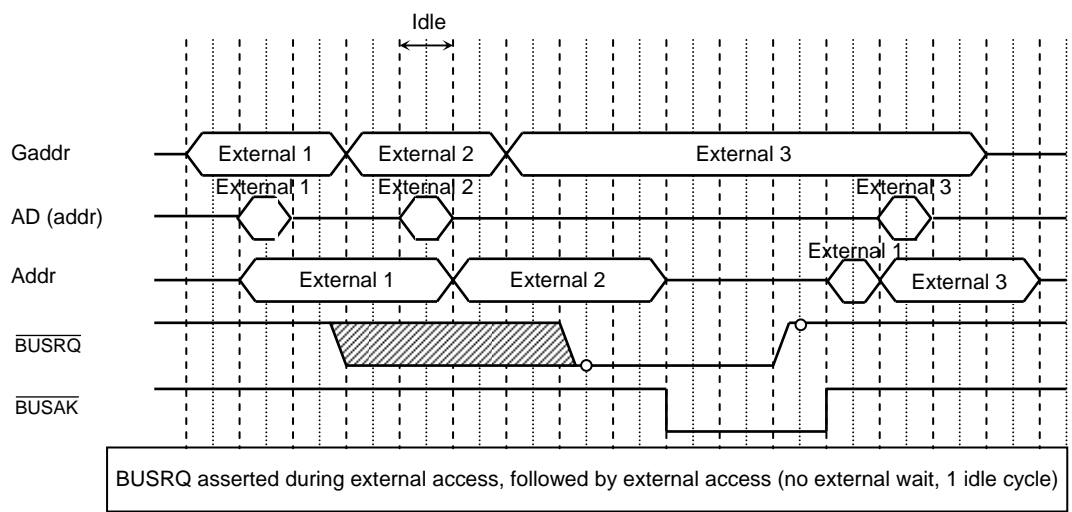 Idle
Gaddr
External 1
External 2
External 3
External 1
External 2
External 3
AD (addr)
External 1
Addr
External 1
External 2
External 3
BUSRQ
BUSAK
BUSRQ asserted during external access, followed by external access (no external wait, 1 idle cycle)